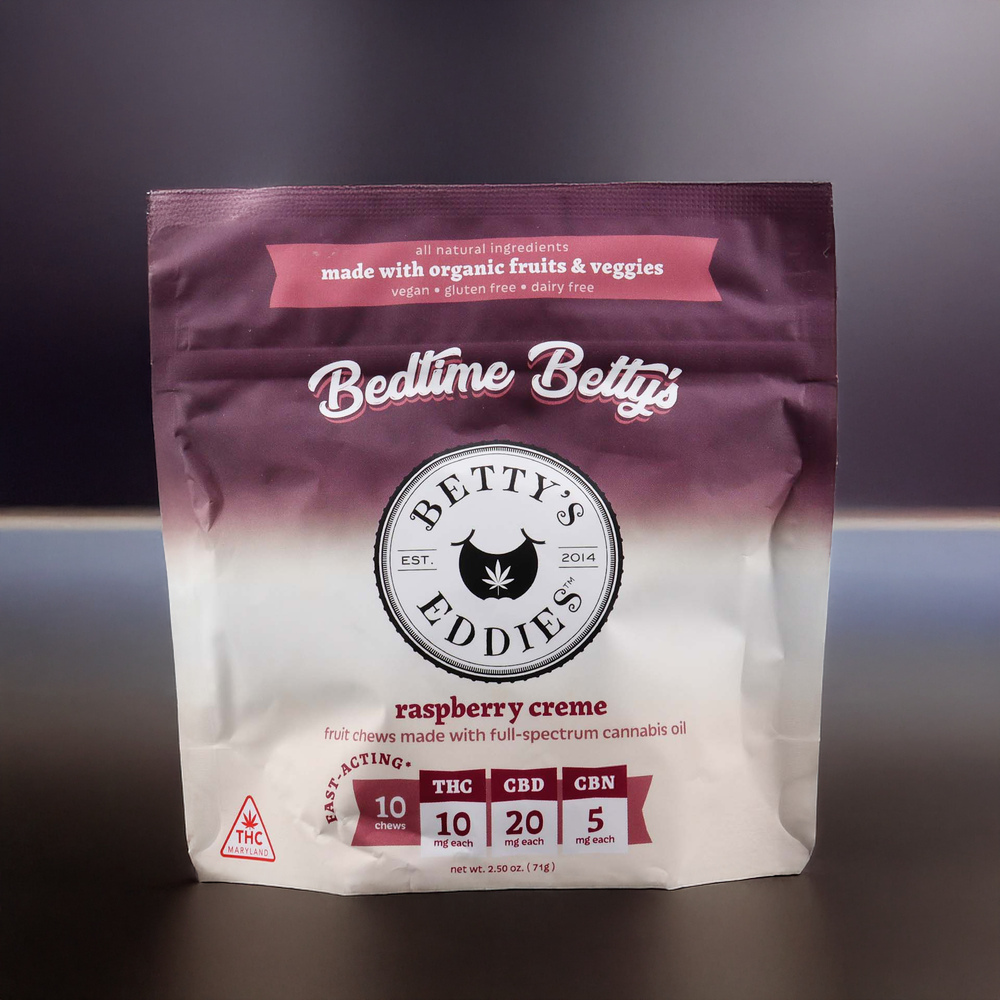 all natural ingredients
made with organic fruits & veggies
vegan • gluten free • dairy free
Bedtime Betty's
BETTY'S
EST. 2014
EDDIES™
raspberry creme
fruit chews made with full-spectrum cannabis oil
FAST-ACTING*
10 chews
THC
10
mg each
CBD
20
mg each
CBN
5
mg each
THC
MARYLAND
net wt. 2.50 oz. (71g)